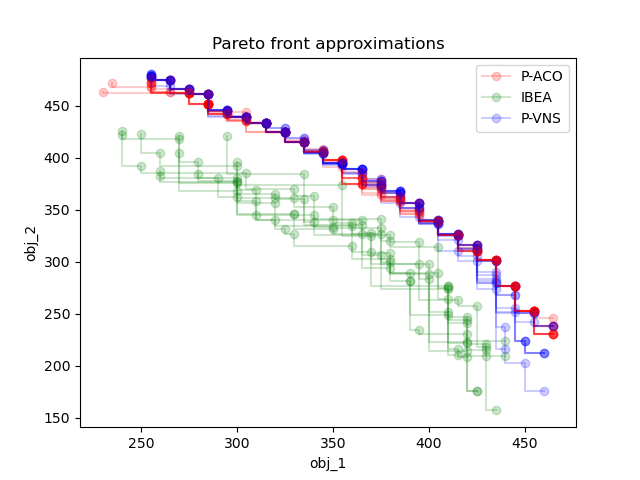 Pareto front approximations
P-ACO
IBEA
P-VNS
450
400
350
300
250
200
150
obj_2
250 300 350 400 450
obj_1